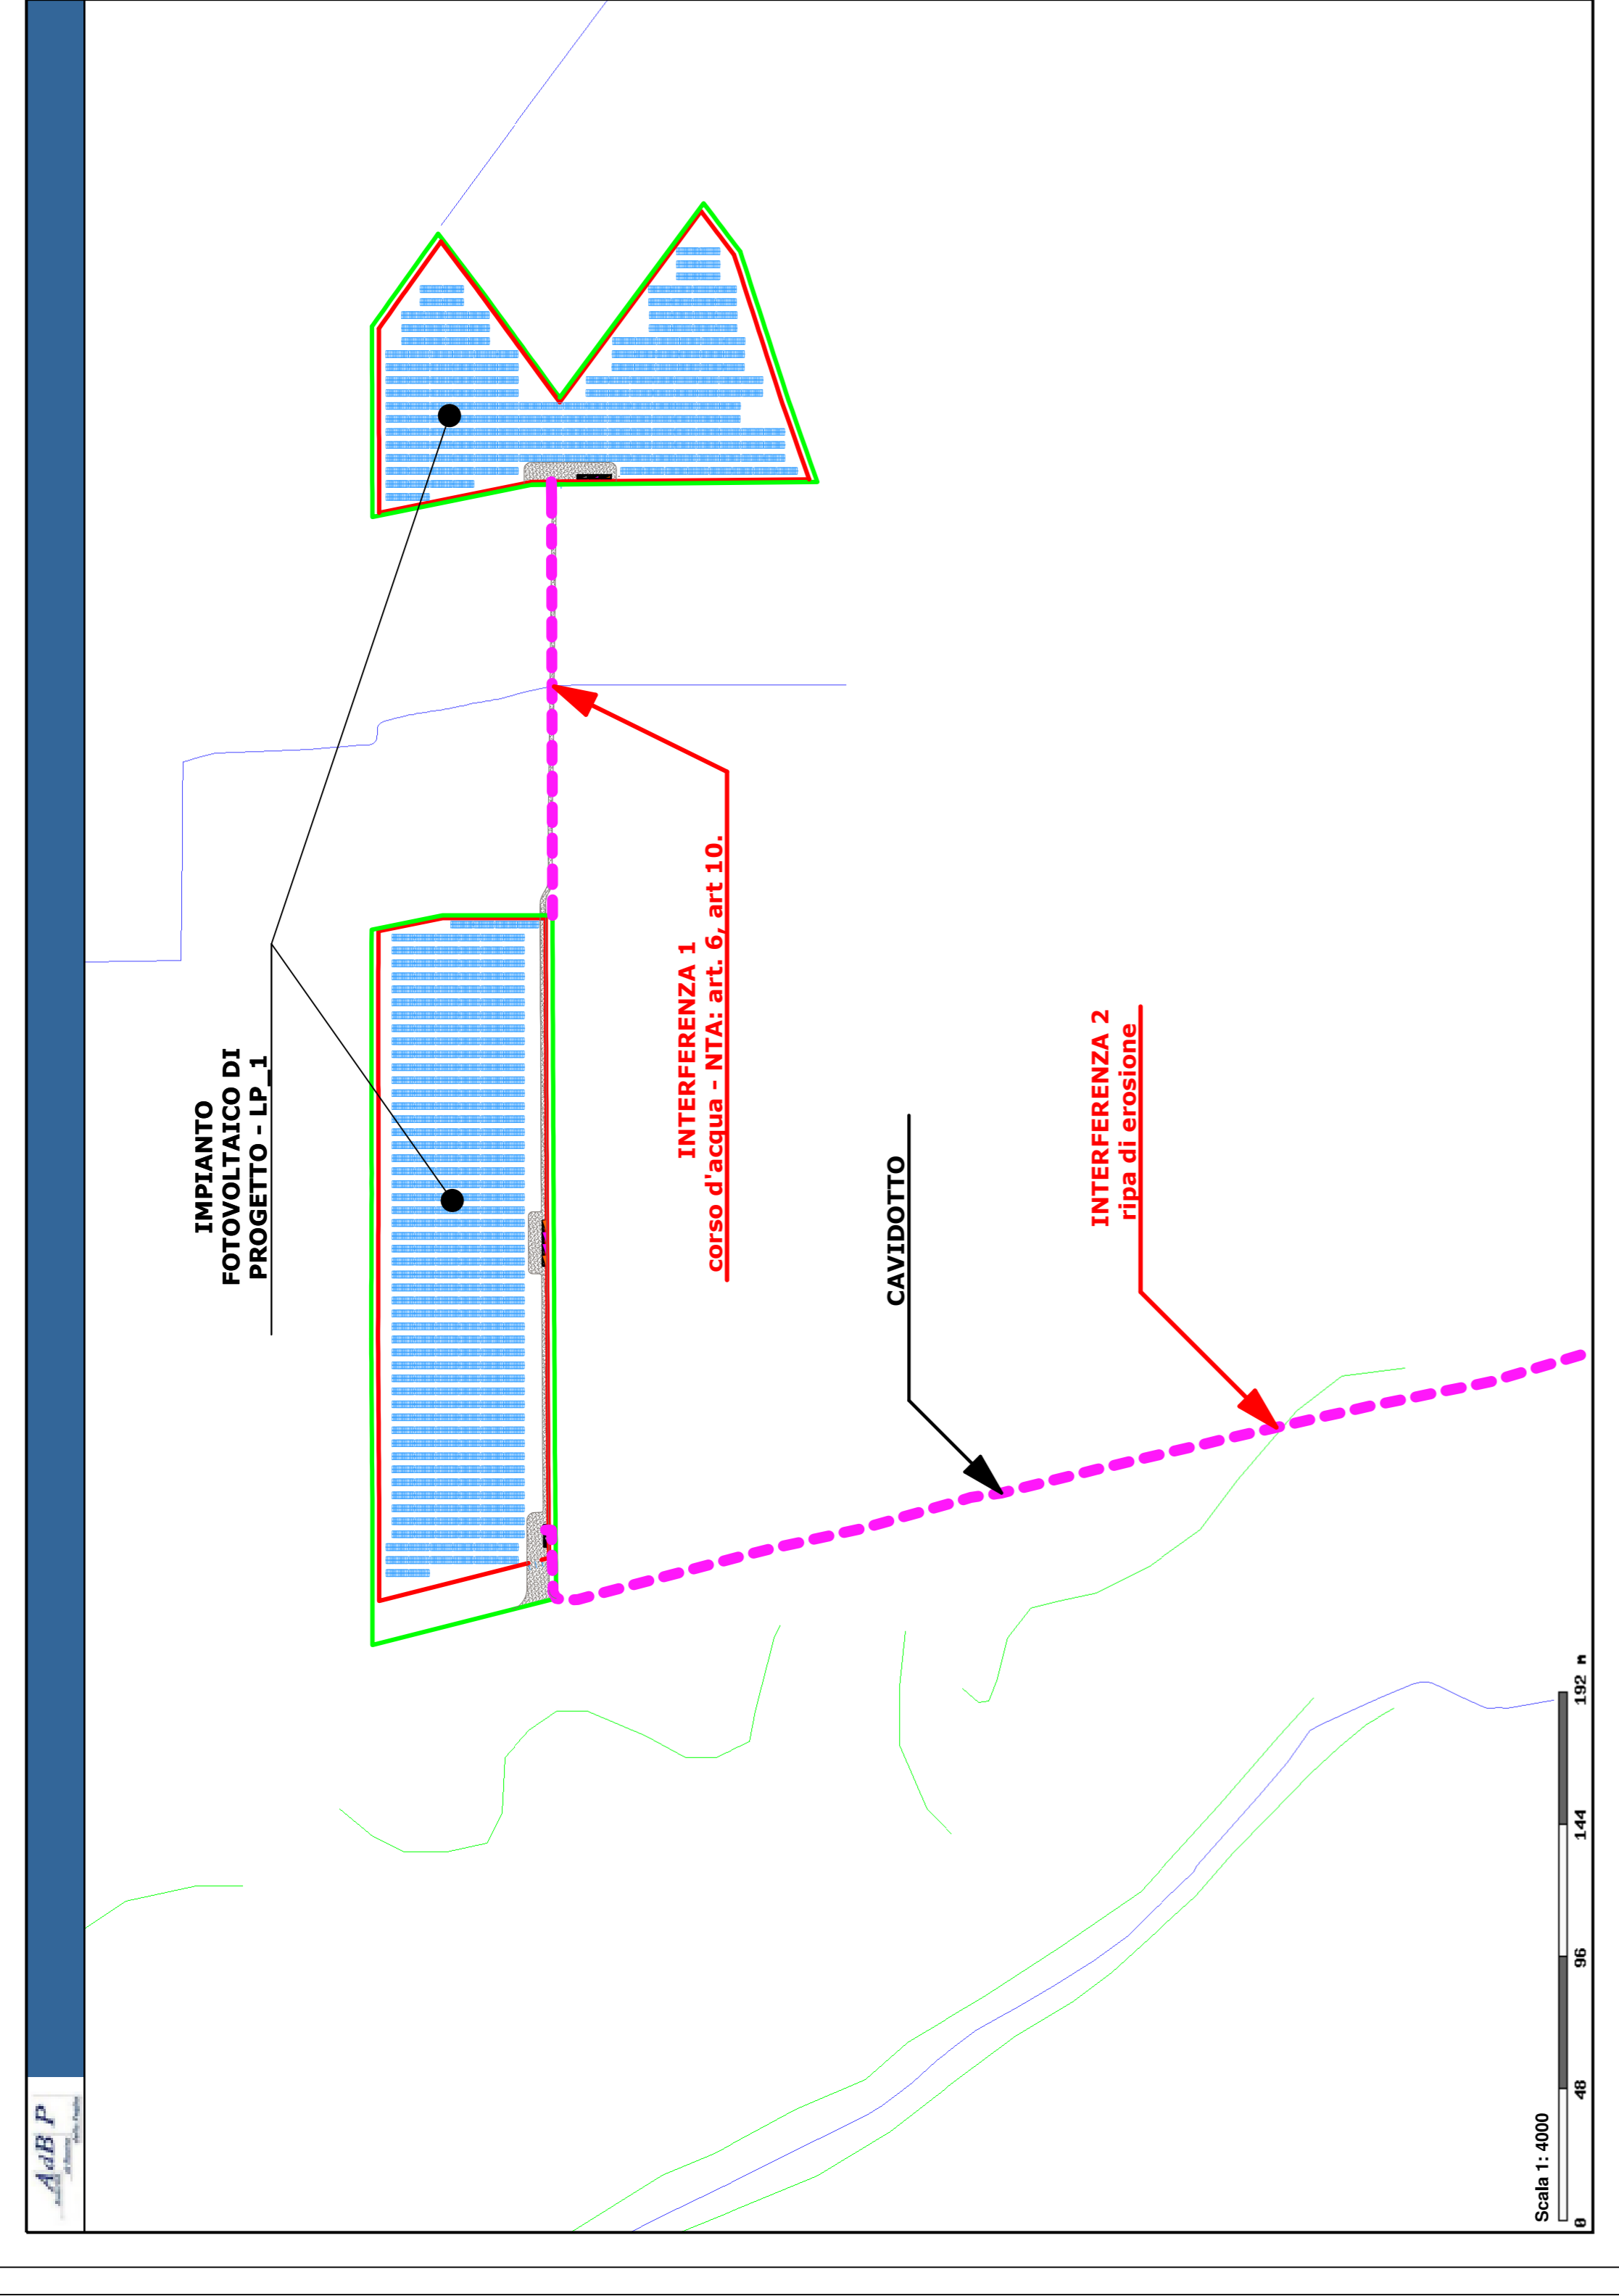 AdB P
IMPIANTO
FOTOVOLTAICO DI
PROGETTO - LP_1
INTERFERENZA 1
corso d'acqua - NTA: art. 6, art 10.
CAVIDOTTO
INTERFERENZA 2
ripa di erosione
Scala 1: 4000
0 48 96 144 192 m